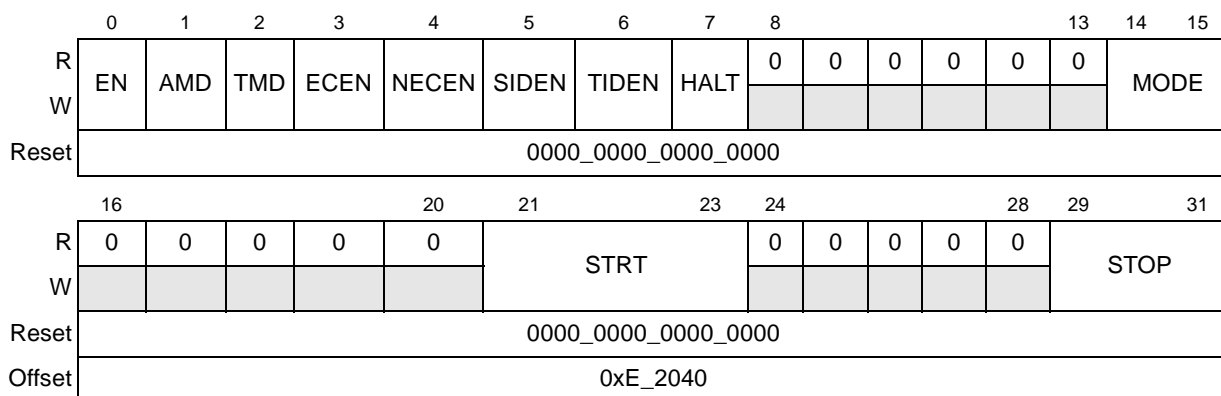 0 1 2 3 4 5 6 7 8 13 14 15
R EN AMD TMD ECEN NECEN SIDEN TIDEN HALT 0 0 0 0 0 0 MODE
W
Reset 0000_0000_0000_0000
16 20 21 23 24 28 29 31
R 0 0 0 0 0 STRT 0 0 0 0 0 STOP
W
Reset 0000_0000_0000_0000
Offset 0xE_2040